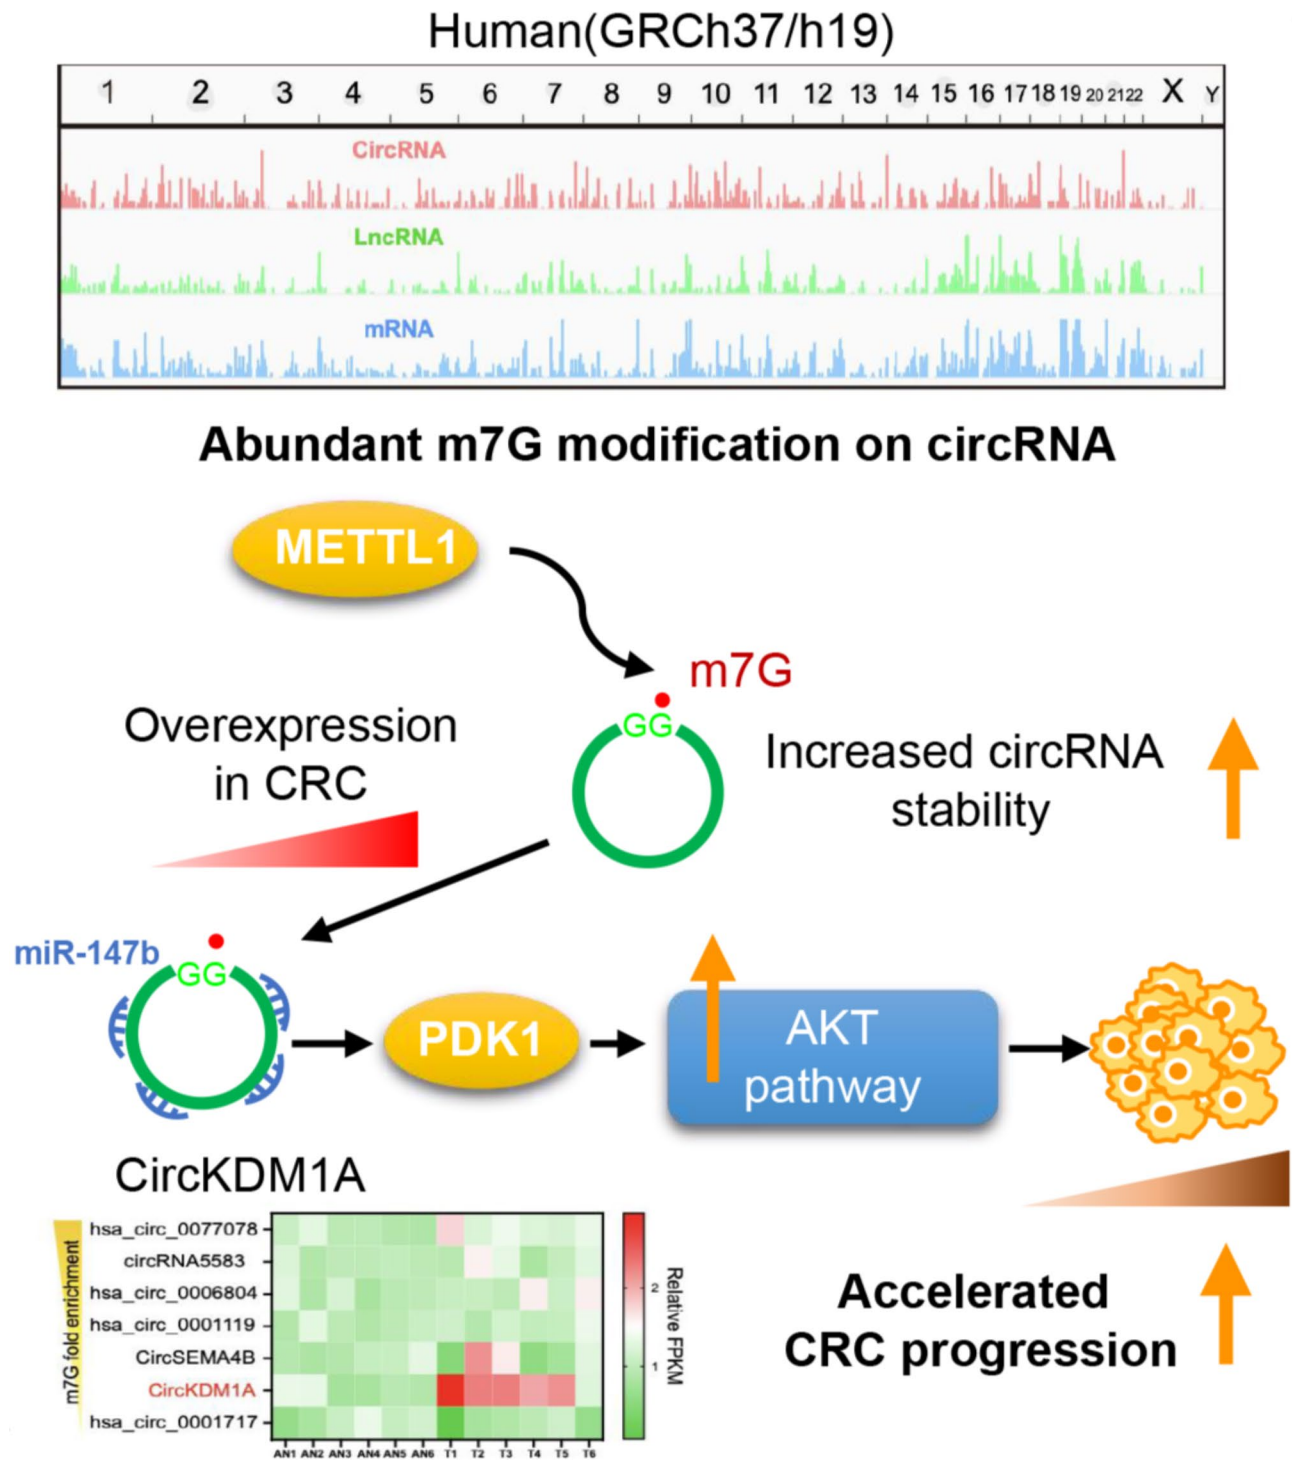 Human(GRCh37/h19)
1 2 3 4 5 6 7 8 9 10 11 12 13 14 15 16 17 18 19 20 21 22 X Y
CircRNA
LncRNA
mRNA
Abundant m7G modification on circRNA
METTL1
m7G
GG
Overexpression
in CRC
Increased circRNA
stability
miR-147b
GG
PDK1
AKT
pathway
CircKDM1A
m7G fold enrichment
hsa_circ_0077078
circRNA5583
hsa_circ_0006804
hsa_circ_0001119
CircSEMA4B
CircKDM1A
hsa_circ_0001717
AN1 AN2 AN3 AN4 AN5 AN6 T1 T2 T3 T4 T5 T6
2
1
Relative FPKM
Accelerated
CRC progression